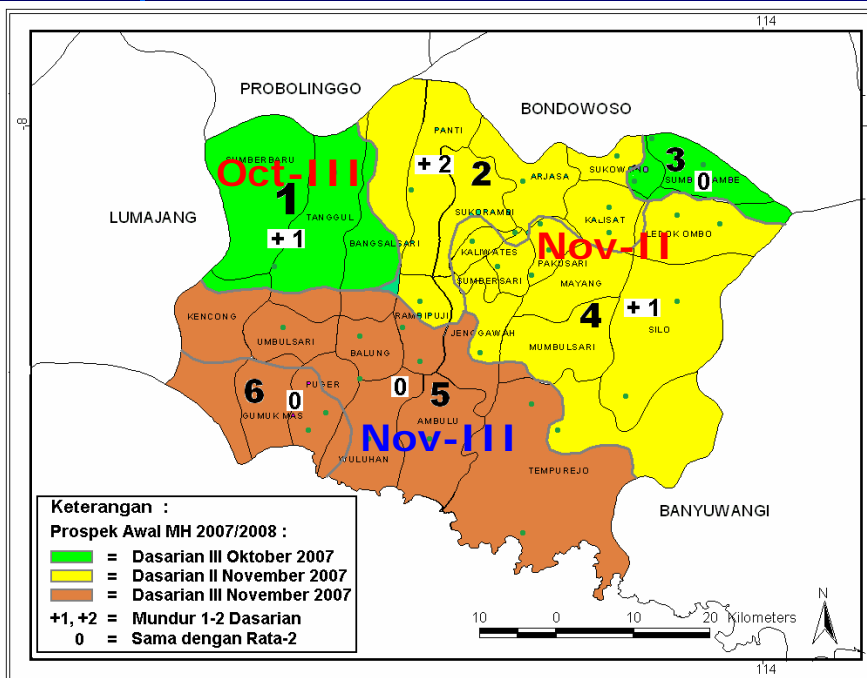 114
-8
PROBOLINGGO
BONDOWOSO
LUMAJANG
BANYUWANGI
SUMBERBARU
Oct-III
1
TANGGUL
+ 1
BANGSALSARI
PANTI
+ 2
2
ARJASA
SUKORAMBI
3
0
KALISAT
LEDOKOMBO
Nov-II
KALIWATES
PAKUSARI
SUMBERSARI
MAYANG
4
+ 1
SILO
MUMBULSARI
KENCONG
RAMBIPUJI
JENGGAWAH
UMBULSARI
BALUNG
6
PUGER
0
GUMUKMAS
0
5
AMBULU
Nov-III
WULUHAN
TEMPUREJO
Keterangan :
Prospek Awal MH 2007/2008 :
= Dasarian III Oktober 2007
= Dasarian II November 2007
= Dasarian III November 2007
+1, +2 = Mundur 1-2 Dasarian
0 = Sama dengan Rata-2
10 0 10 20 Kilometers
N
114